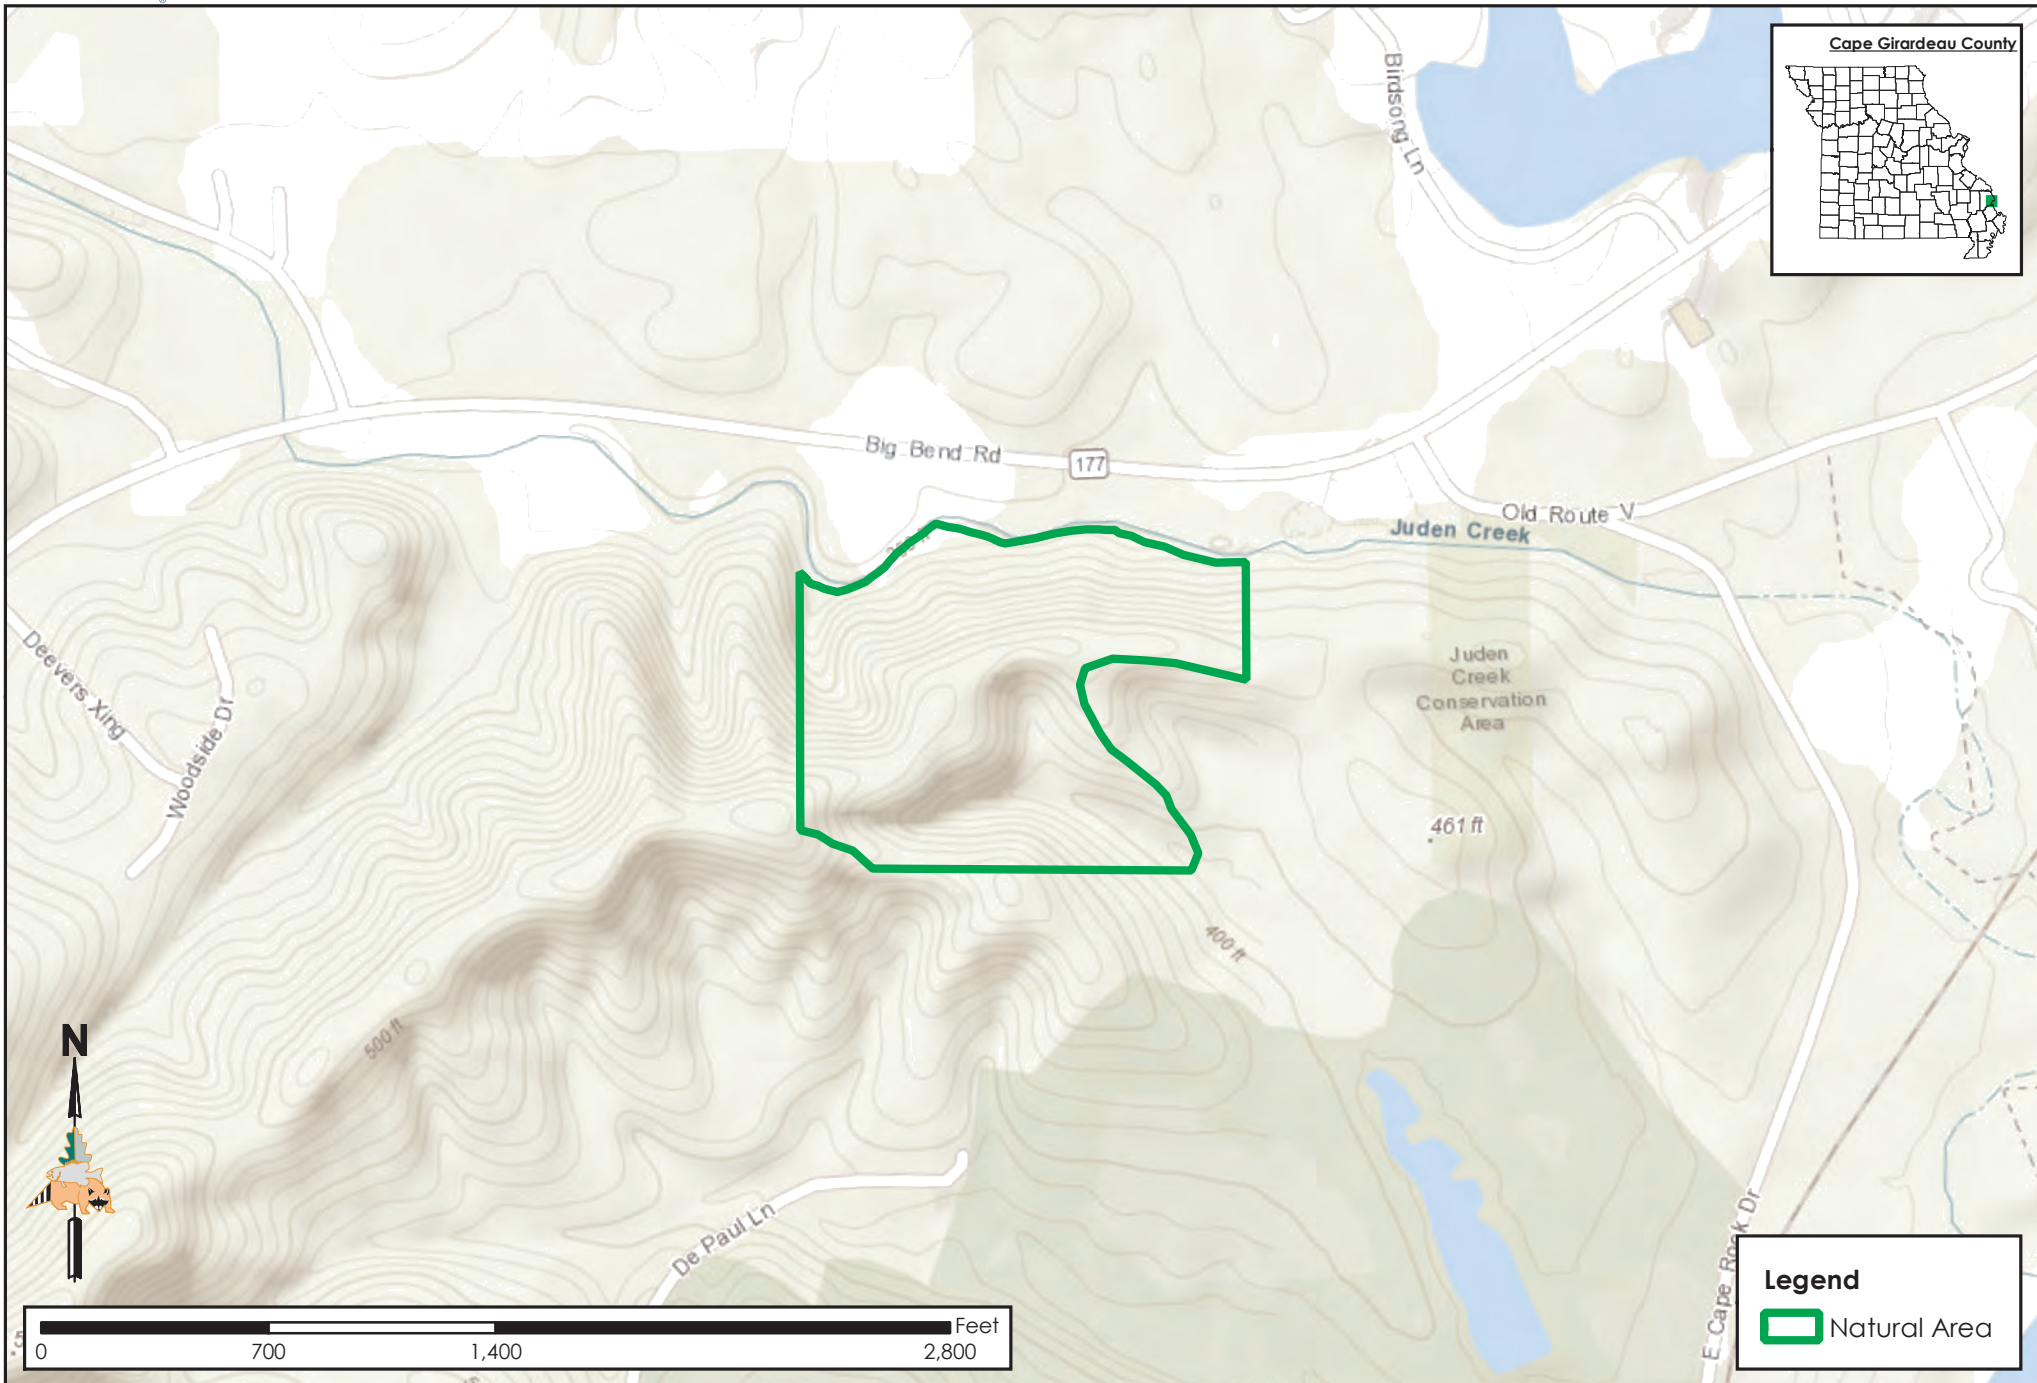 Cape Girardeau County
Birdsong Ln
Big Bend Rd
177
Old Route V
Juden Creek
Deevers Xing
Woodside Dr
Juden
Creek
Conservation
Area
461 ft
400 ft
500 ft
N
De Paul Ln
E Cape Rock Dr
Legend
Natural Area
Feet
0 700 1,400 2,800